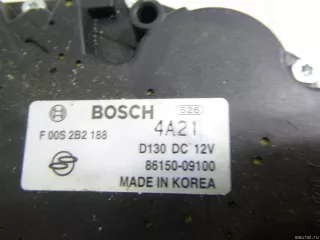 BOSCH 526
F 00S 2B2 188 4A21
D130 DC 12V
86150-09100
MADE IN KOREA